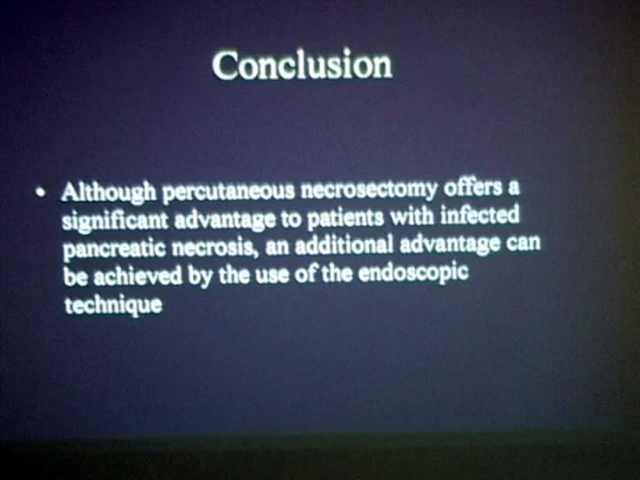 Conclusion
• Although percutaneous necrosectomy offers a
significant advantage to patients with infected
pancreatic necrosis, an additional advantage can
be achieved by the use of the endoscopic
technique